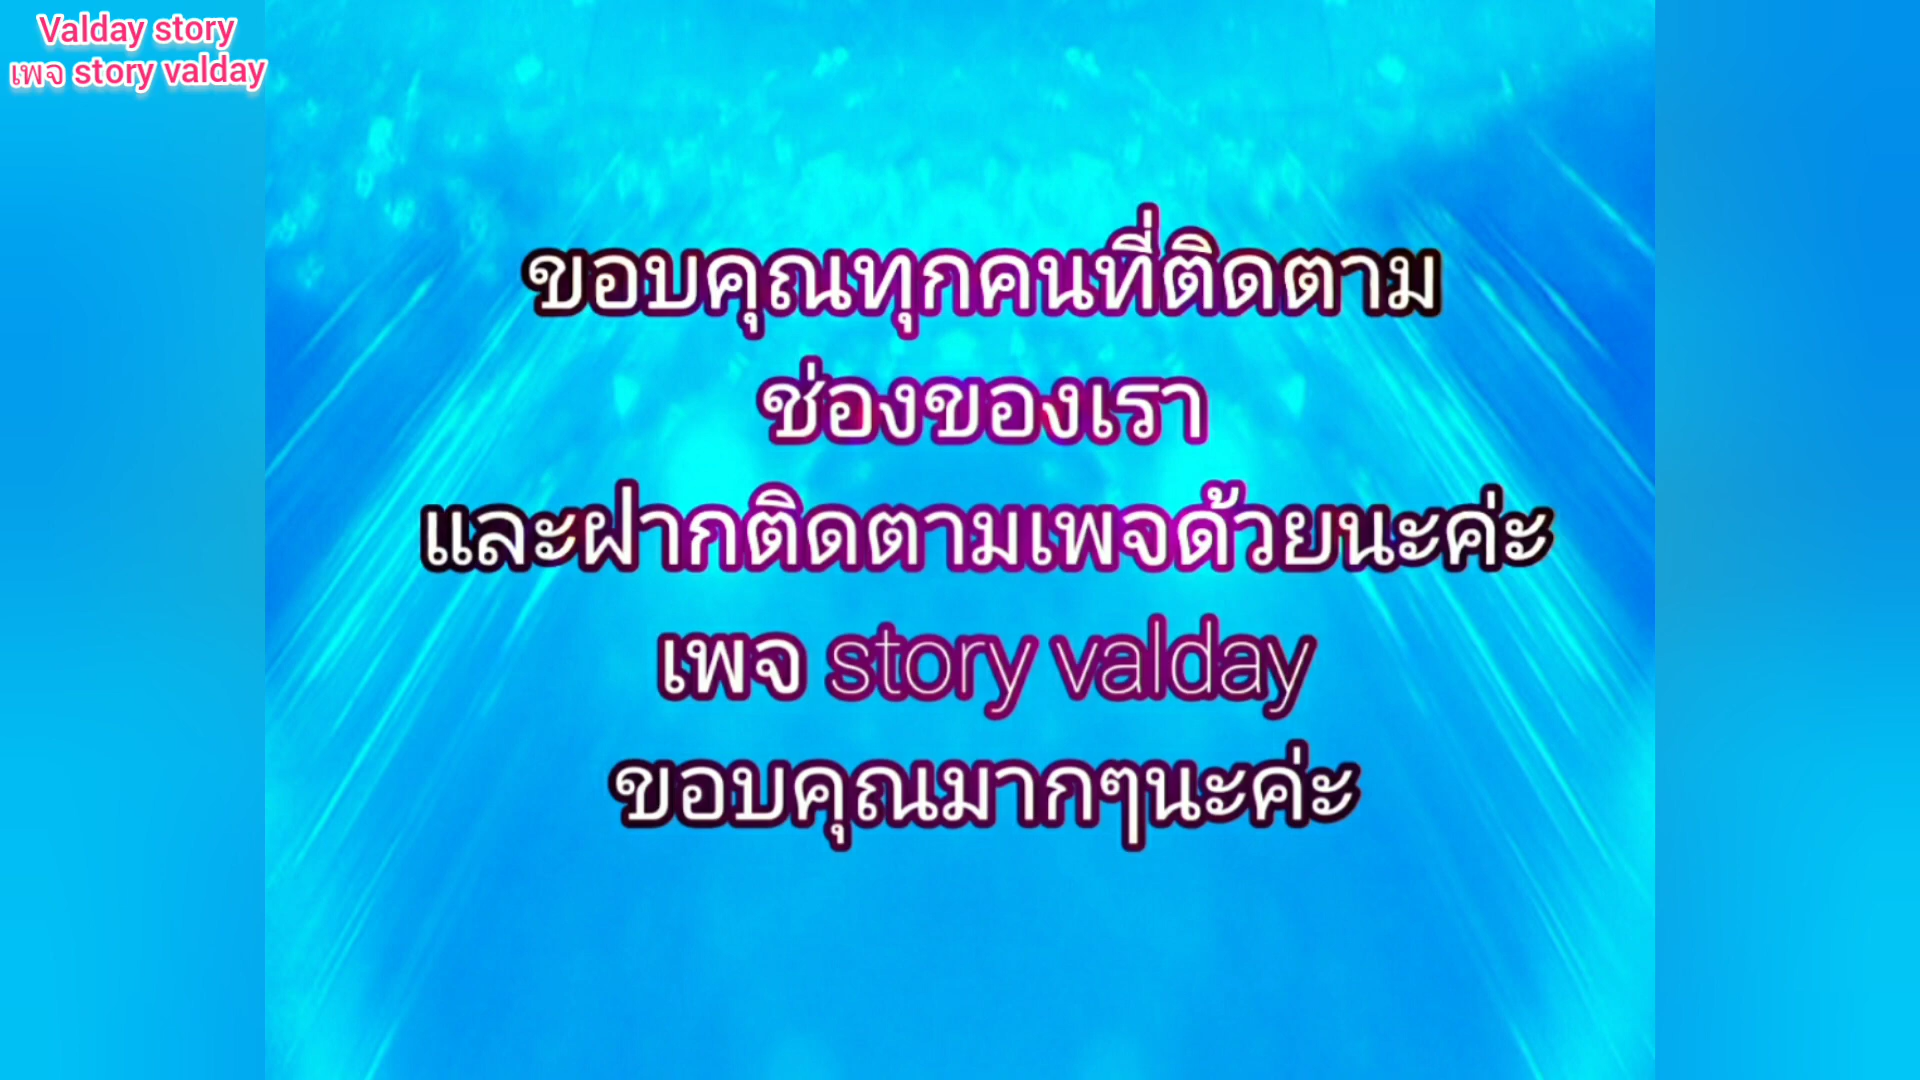 Valday story
เพจ story valday
ขอบคุณทุกคนที่ติดตาม
ช่องของเรา
และฝากติดตามเพจด้วยนะค่ะ
เพจ story valday
ขอบคุณมากๆนะค่ะ